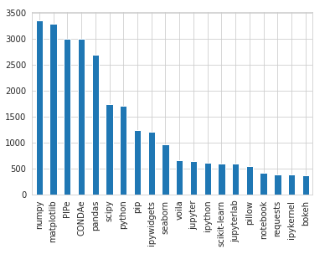 3500
3000
2500
2000
1500
1000
500
0
numpy
matplotlib
PIPe
CONDAe
pandas
scipy
python
pip
ipywidgets
seaborn
voila
jupyter
ipython
scikit-learn
jupyterlab
pillow
notebook
requests
ipykernel
bokeh